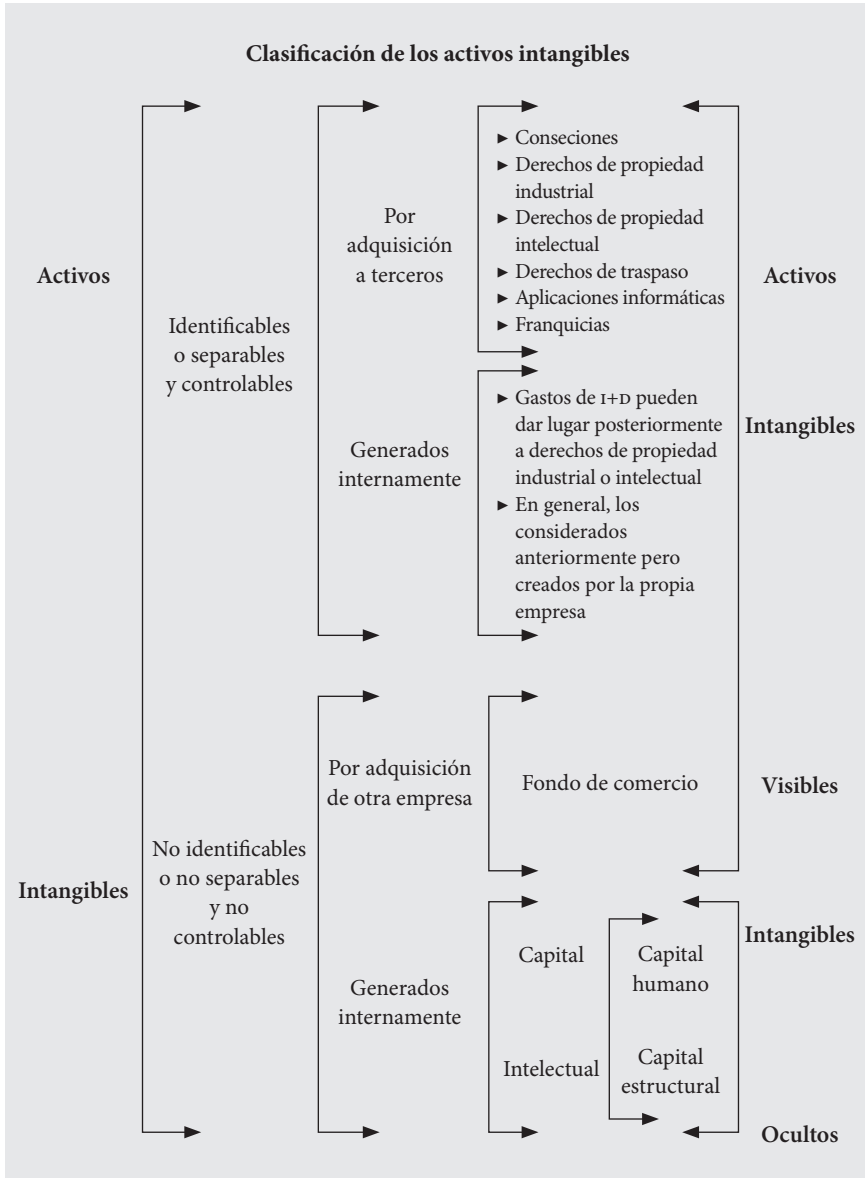 Clasificación de los activos intangibles
Activos
Intangibles
Identificables
o separables
y controlables
Por
adquisición
a terceros
► Conseciones
► Derechos de propiedad
industrial
► Derechos de propiedad
intelectual
► Derechos de traspaso
► Aplicaciones informáticas
► Franquicias
Generados
internamente
► Gastos de I+D pueden
dar lugar posteriormente
a derechos de propiedad
industrial o intelectual
► En general, los
considerados
anteriormente pero
creados por la propia
empresa
No identificables
o no separables
y no
controlables
Por adquisición
de otra empresa
Fondo de comercio
Generados
internamente
Capital
Intelectual
Capital
humano
Capital
estructural
Activos
Intangibles
Visibles
Intangibles
Ocultos